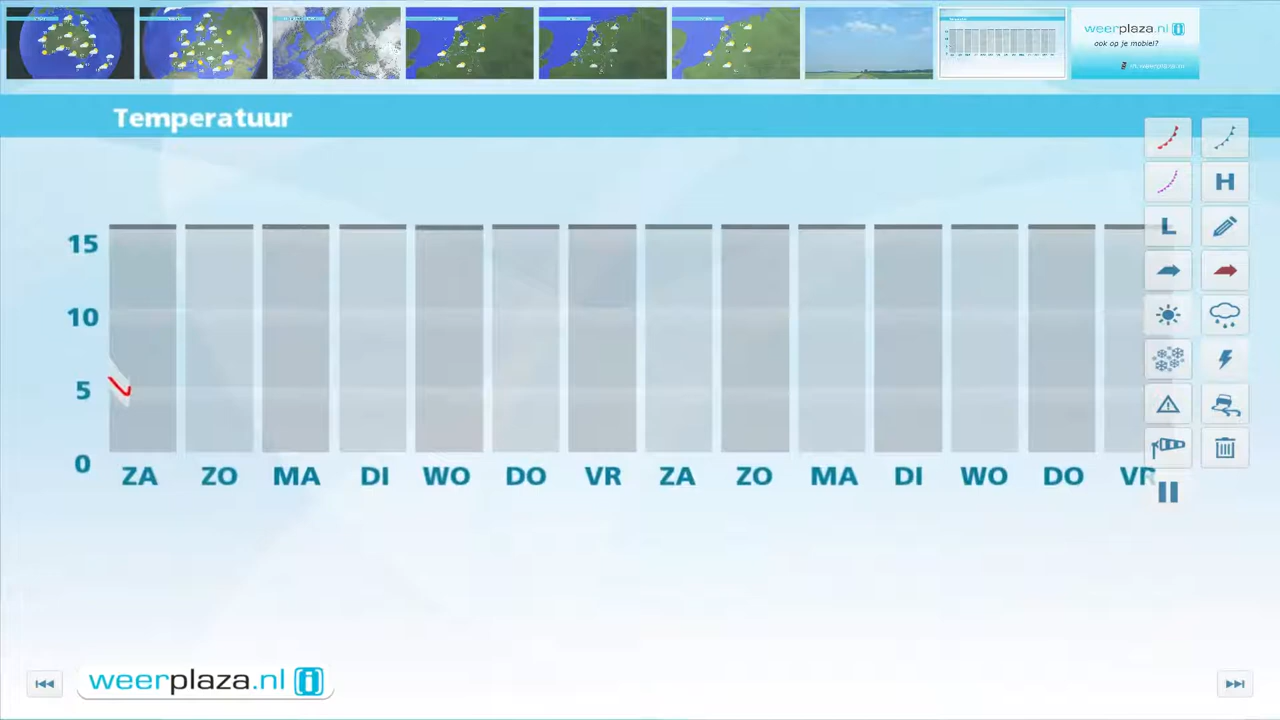 weerplaza.nl
ook op je mobiel?
Temperatuur
H
L
15
10
5
0
ZA ZO MA DI WO DO VR ZA ZO MA DI WO DO VR
weerplaza.nl